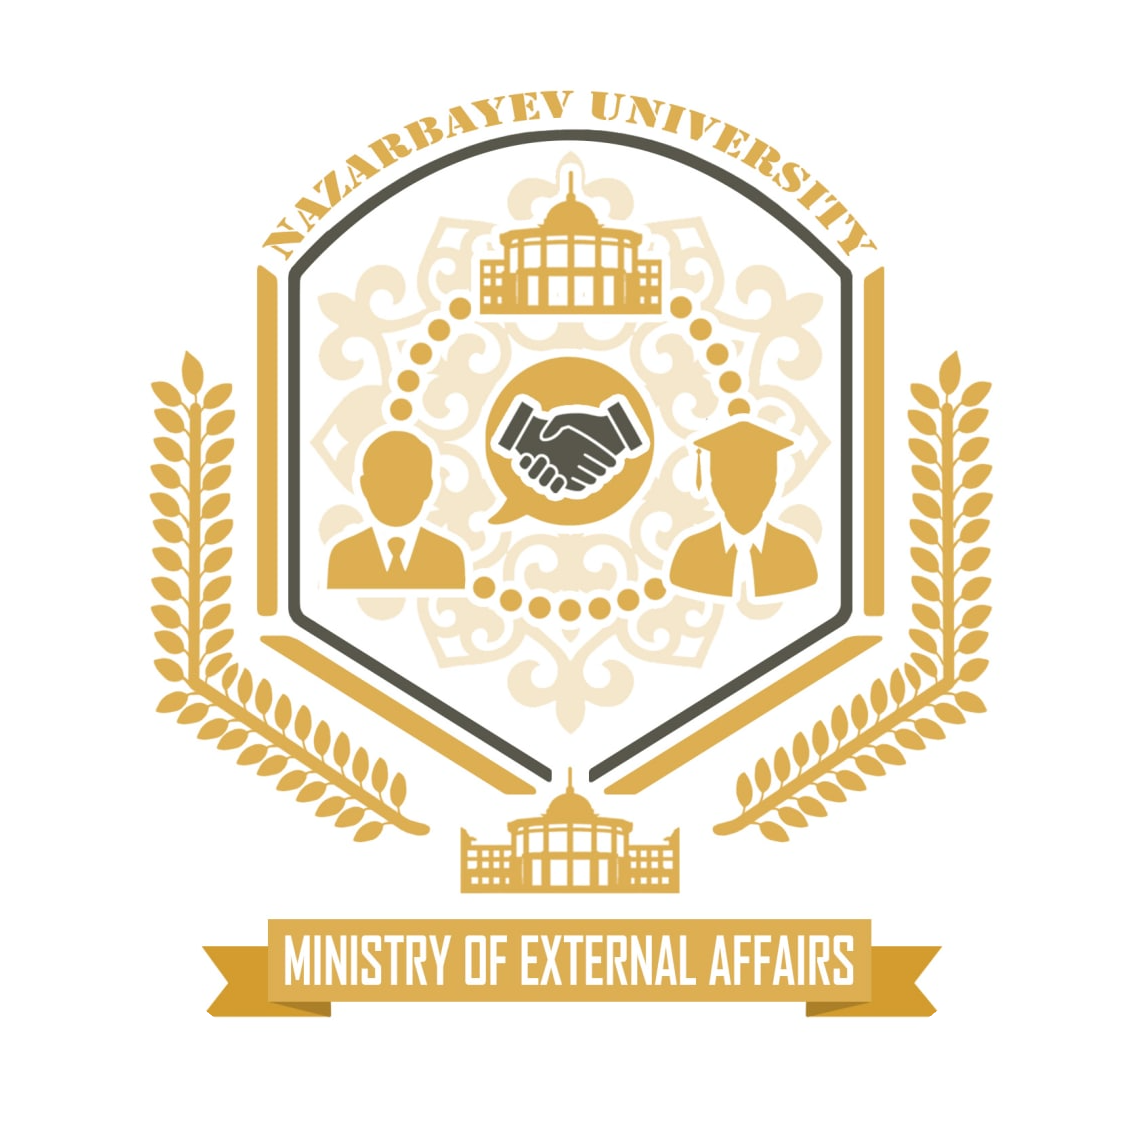 NAZARBAYEV UNIVERSITY
MINISTRY OF EXTERNAL AFFAIRS